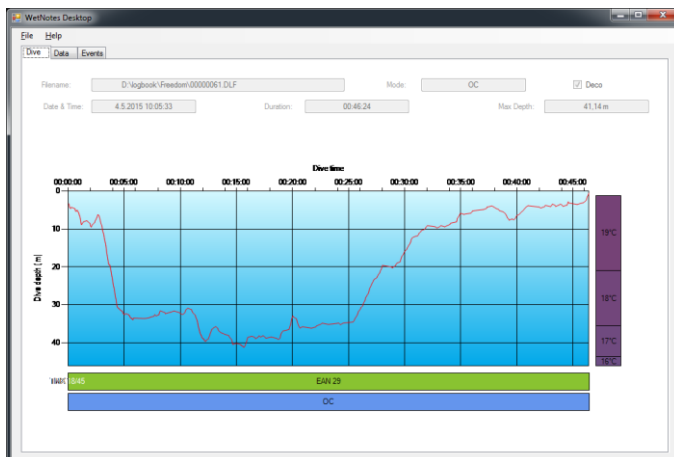 WetNotes Desktop
File Help
Dive Data Events
Filename: D:\logbook\Freedom\00000061.DLF Mode: OC Deco
Date & Time: 4.5.2015 10:05:33 Duration: 00:46:24 Max Depth: 41,14 m
Dive time
00:00:00 00:05:00 00:10:00 00:15:00 00:20:00 00:25:00 00:30:00 00:35:00 00:40:00 00:45:00
0
10
20
30
40
Dive depth [m]
19°C
18°C
17°C
16°C
18/45 EAN 29
OC